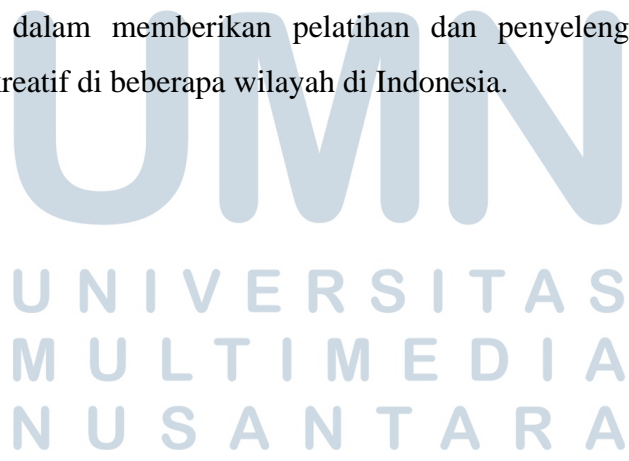 dalam memberikan pelatihan dan penyeleng
reatif di beberapa wilayah di Indonesia.
UMN
UNIVERSITAS
MULTIMEDIA
NUSANTARA